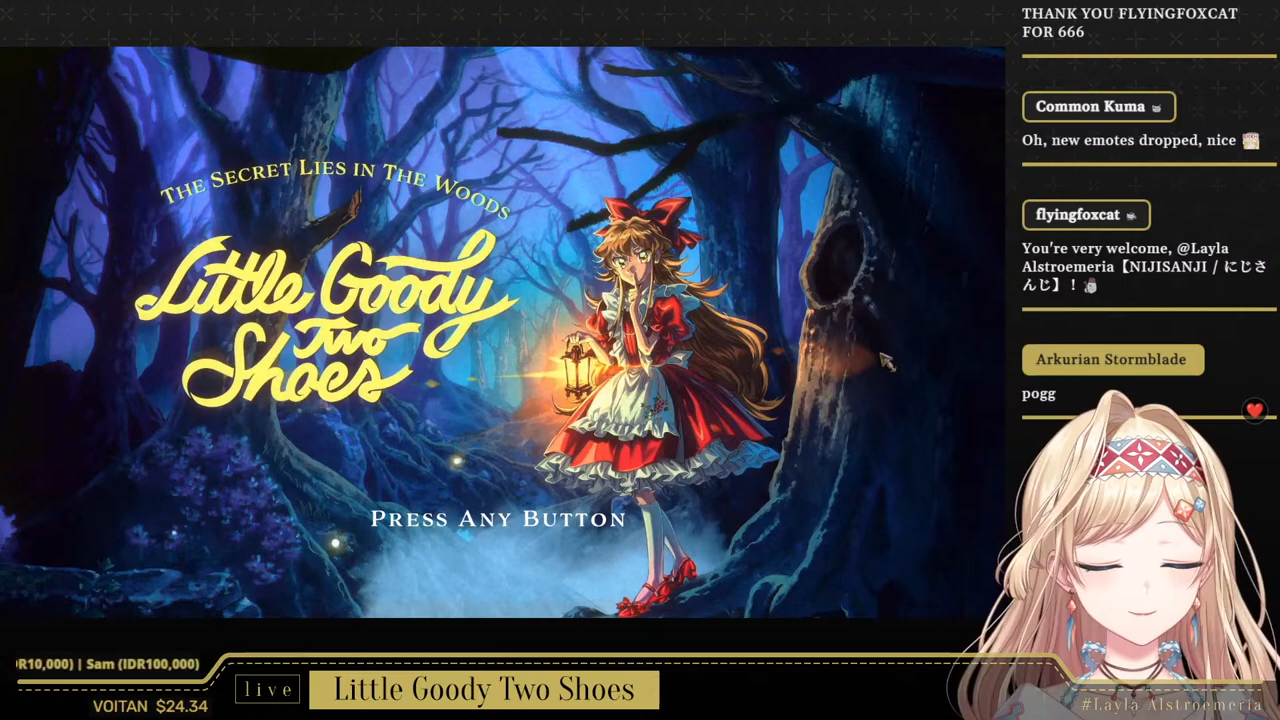 THE SECRET LIES IN THE WOODS
Little Goody
Two
Shoes
PRESS ANY BUTTON
THANK YOU FLYINGFOXCAT
FOR 666
Common Kuma
Oh, new emotes dropped, nice
flyingfoxcat
You're very welcome, @Layla
Alstroemeria【NIJISANJI / にじさ
んじ】!
Arkurian Stormblade
pogg
R10,000) | Sam (IDR100,000)
VOITAN $24.34
live
Little Goody Two Shoes
#Layla Alstroemeria